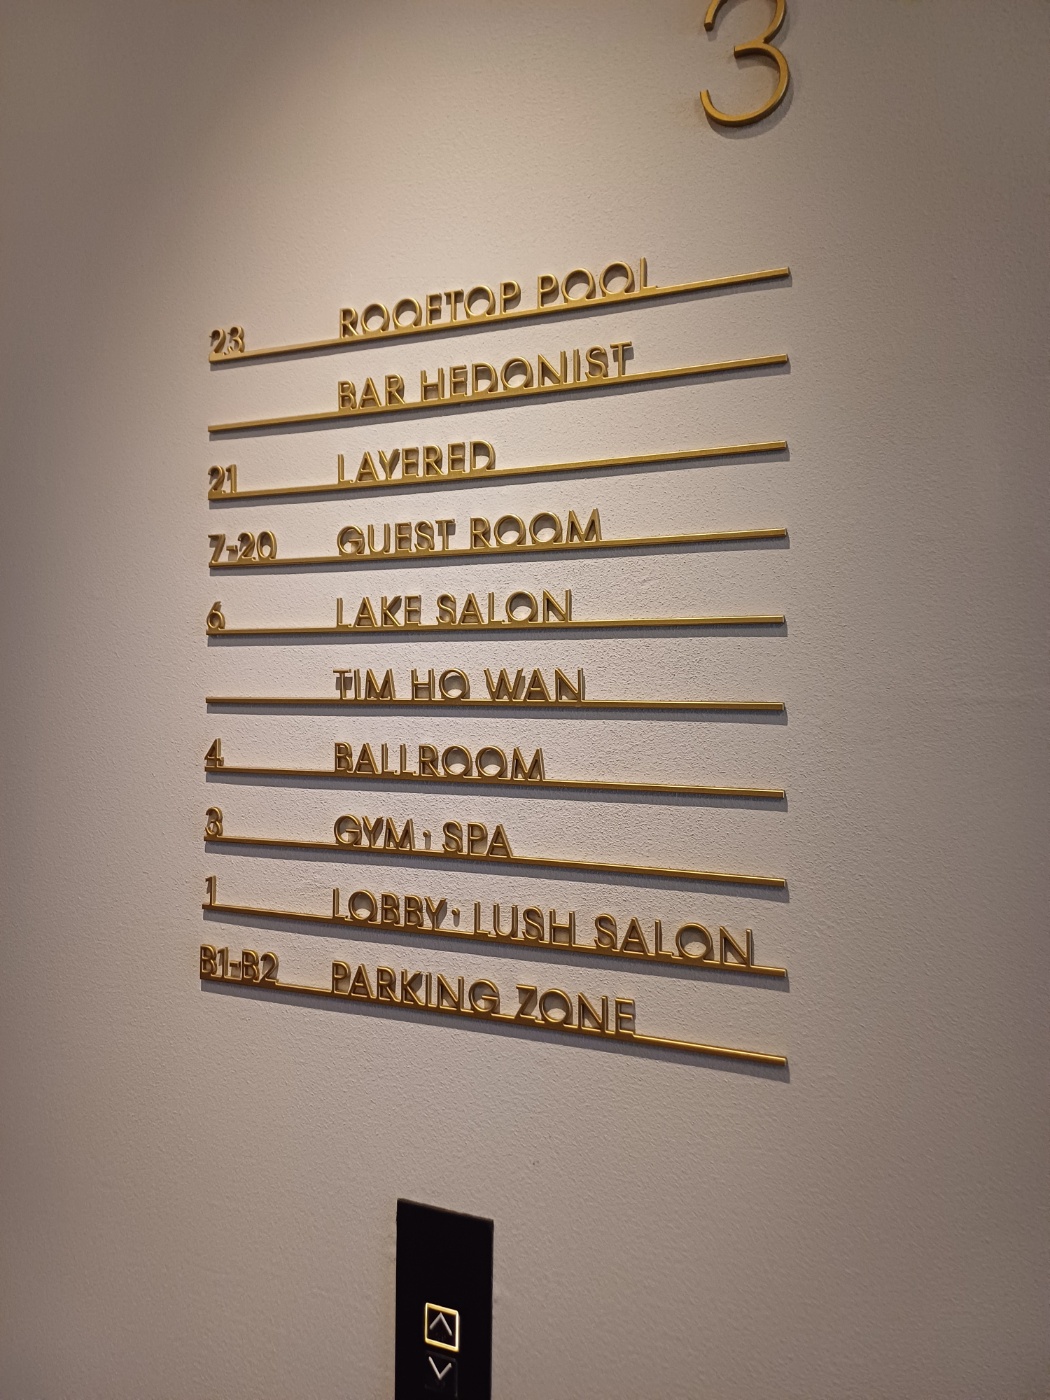 3
23 ROOFTOP POOL
BAR HEDONIST
21 LAYERED
7-20 GUEST ROOM
6 LAKE SALON
TIM HO WAN
4 BALLROOM
3 GYM, SPA
1 LOBBY, LUSH SALON
B1-B2 PARKING ZONE